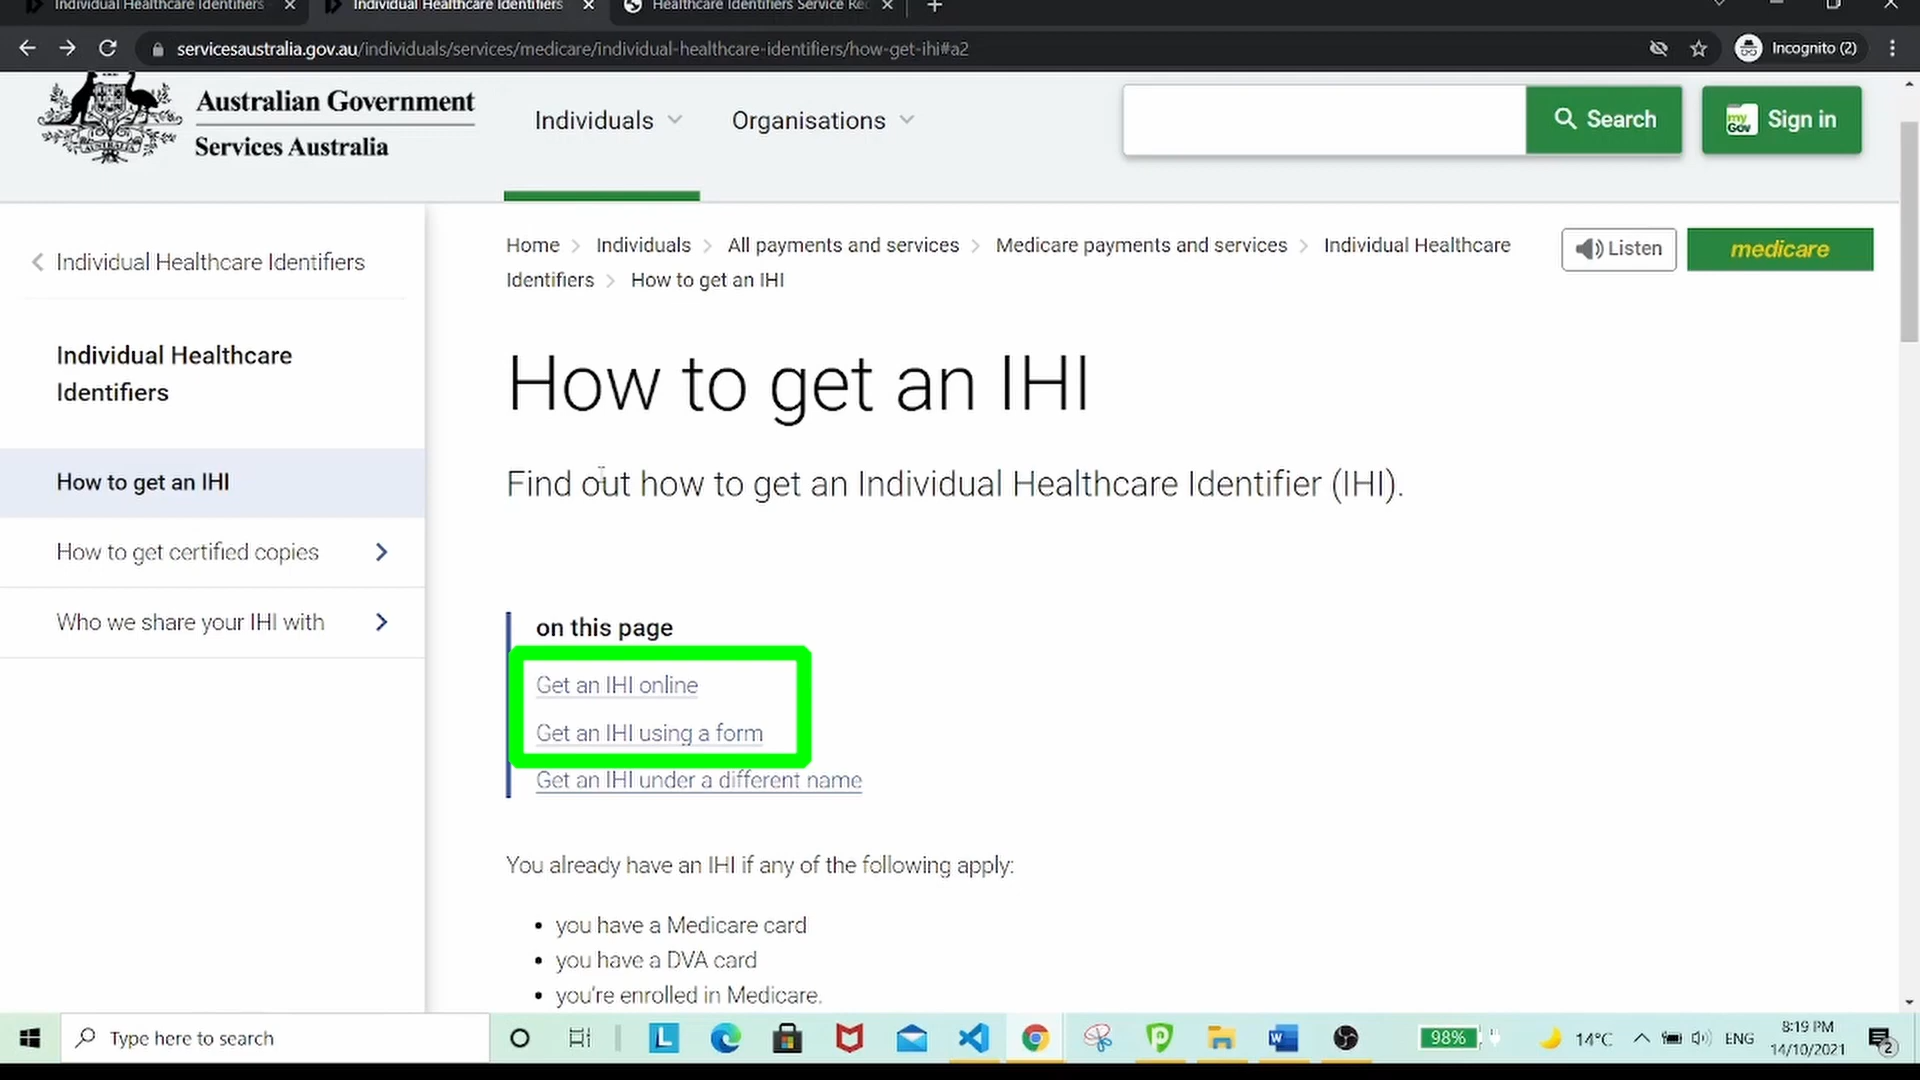 Individual Healthcare Identifiers
Individual Healthcare Identifiers
Healthcare Identifiers Service Re
servicesaustralia.gov.au/individuals/services/medicare/individual-healthcare-identifiers/how-get-ihi#a2
Incognito (2)
Australian Government
Services Australia
Individuals
Organisations
Search
my
Gov
Sign in
Individual Healthcare Identifiers
Individual Healthcare
Identifiers
How to get an IHI
How to get certified copies
Who we share your IHI with
Home > Individuals > All payments and services > Medicare payments and services > Individual Healthcare
Identifiers > How to get an IHI
Listen
medicare
How to get an IHI
Find out how to get an Individual Healthcare Identifier (IHI).
on this page
Get an IHI online
Get an IHI using a form
Get an IHI under a different name
You already have an IHI if any of the following apply:
• you have a Medicare card
• you have a DVA card
• you're enrolled in Medicare.
Type here to search
L
98%
14°C
ENG
8:19 PM
14/10/2021
2